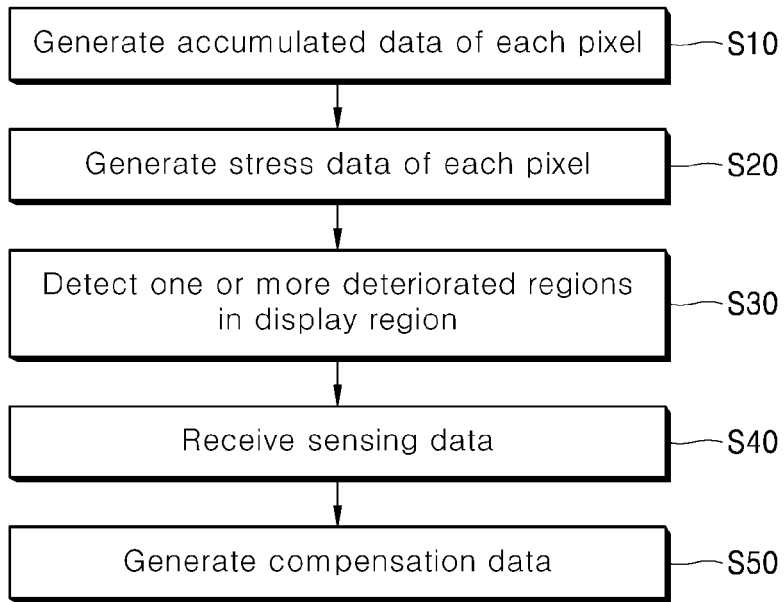 Generate accumulated data of each pixel S10
Generate stress data of each pixel S20
Detect one or more deteriorated regions
in display region S30
Receive sensing data S40
Generate compensation data S50